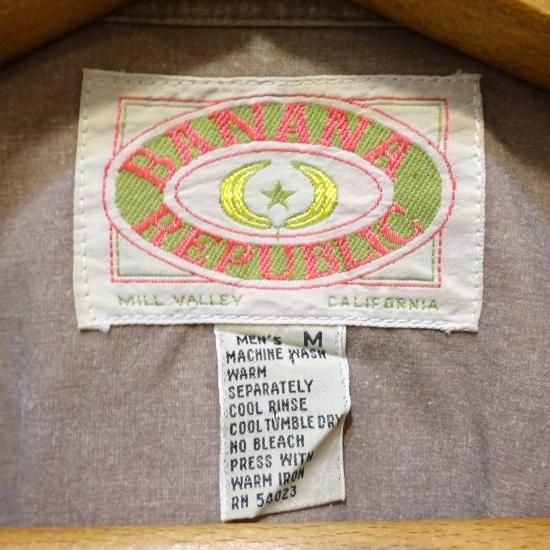 BANANA
REPUBLIC
MILL VALLEY CALIFORNIA
MEN'S M
MACHINE WASH
WARM
SEPARATELY
COOL RINSE
COOL TUMBLE DRY
NO BLEACH
PRESS WITH
WARM IRON
RN 54023